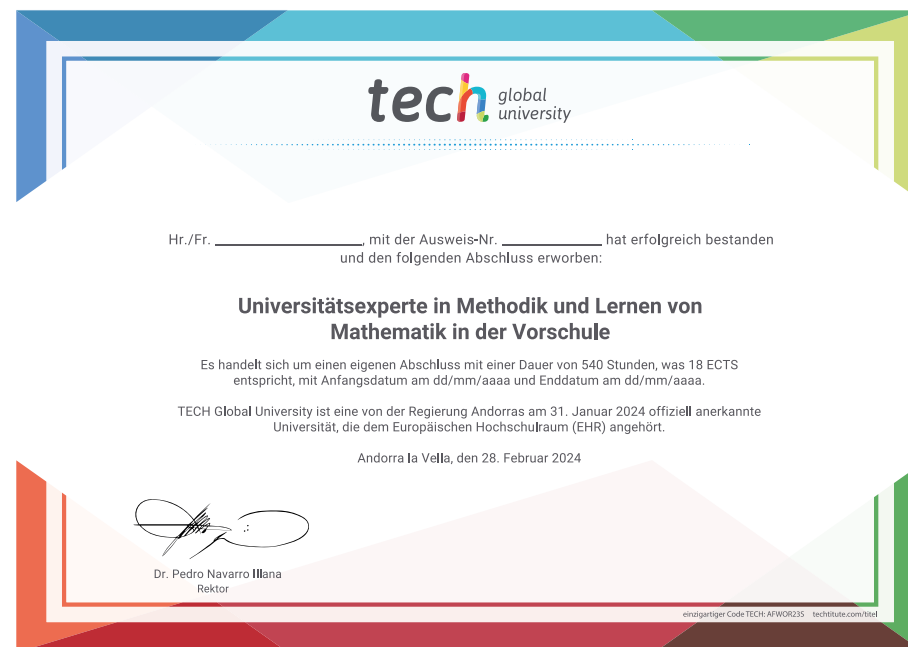 tech global university
Hr./Fr. ____________________, mit der Ausweis-Nr. ______________ hat erfolgreich bestanden
und den folgenden Abschluss erworben:
Universitätsexperte in Methodik und Lernen von
Mathematik in der Vorschule
Es handelt sich um einen eigenen Abschluss mit einer Dauer von 540 Stunden, was 18 ECTS
entspricht, mit Anfangsdatum am dd/mm/aaaa und Enddatum am dd/mm/aaaa.
TECH Global University ist eine von der Regierung Andorras am 31. Januar 2024 offiziell anerkannte
Universität, die dem Europäischen Hochschulraum (EHR) angehört.
Andorra la Vella, den 28. Februar 2024
Dr. Pedro Navarro Illana
Rektor
einzigartiger Code TECH: AFWOR235 techtitute.com/titel